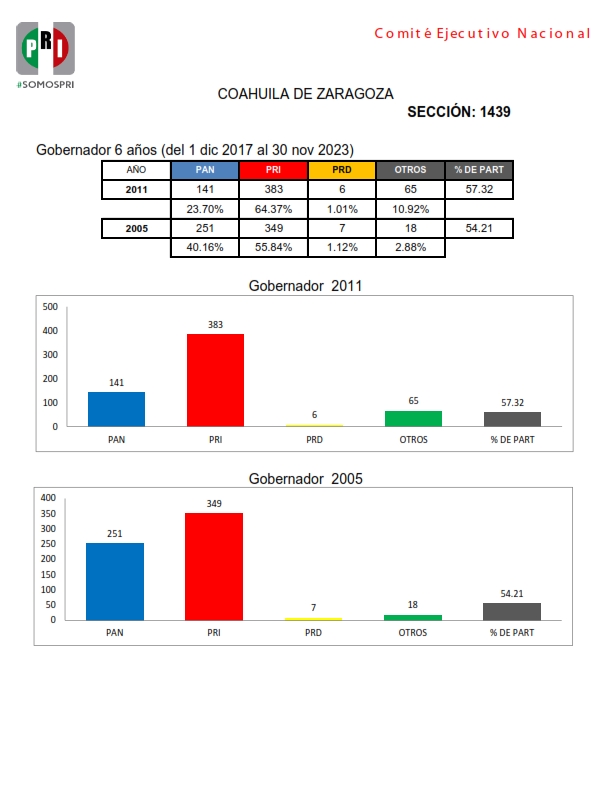 PRI
#SOMOSPRI
Comité Ejecutivo Nacional
COAHUILA DE ZARAGOZA
SECCIÓN: 1439
Gobernador 6 años (del 1 dic 2017 al 30 nov 2023)
AÑO PAN PRI PRD OTROS % DE PART
2011 141 383 6 65 57.32
23.70% 64.37% 1.01% 10.92%
2005 251 349 7 18 54.21
40.16% 55.84% 1.12% 2.88%
Gobernador 2011
500
400
300
200
100
0
141
383
6
65
57.32
PAN PRI PRD OTROS % DE PART
Gobernador 2005
400
350
300
250
200
150
100
50
0
251
349
7
18
54.21
PAN PRI PRD OTROS % DE PART